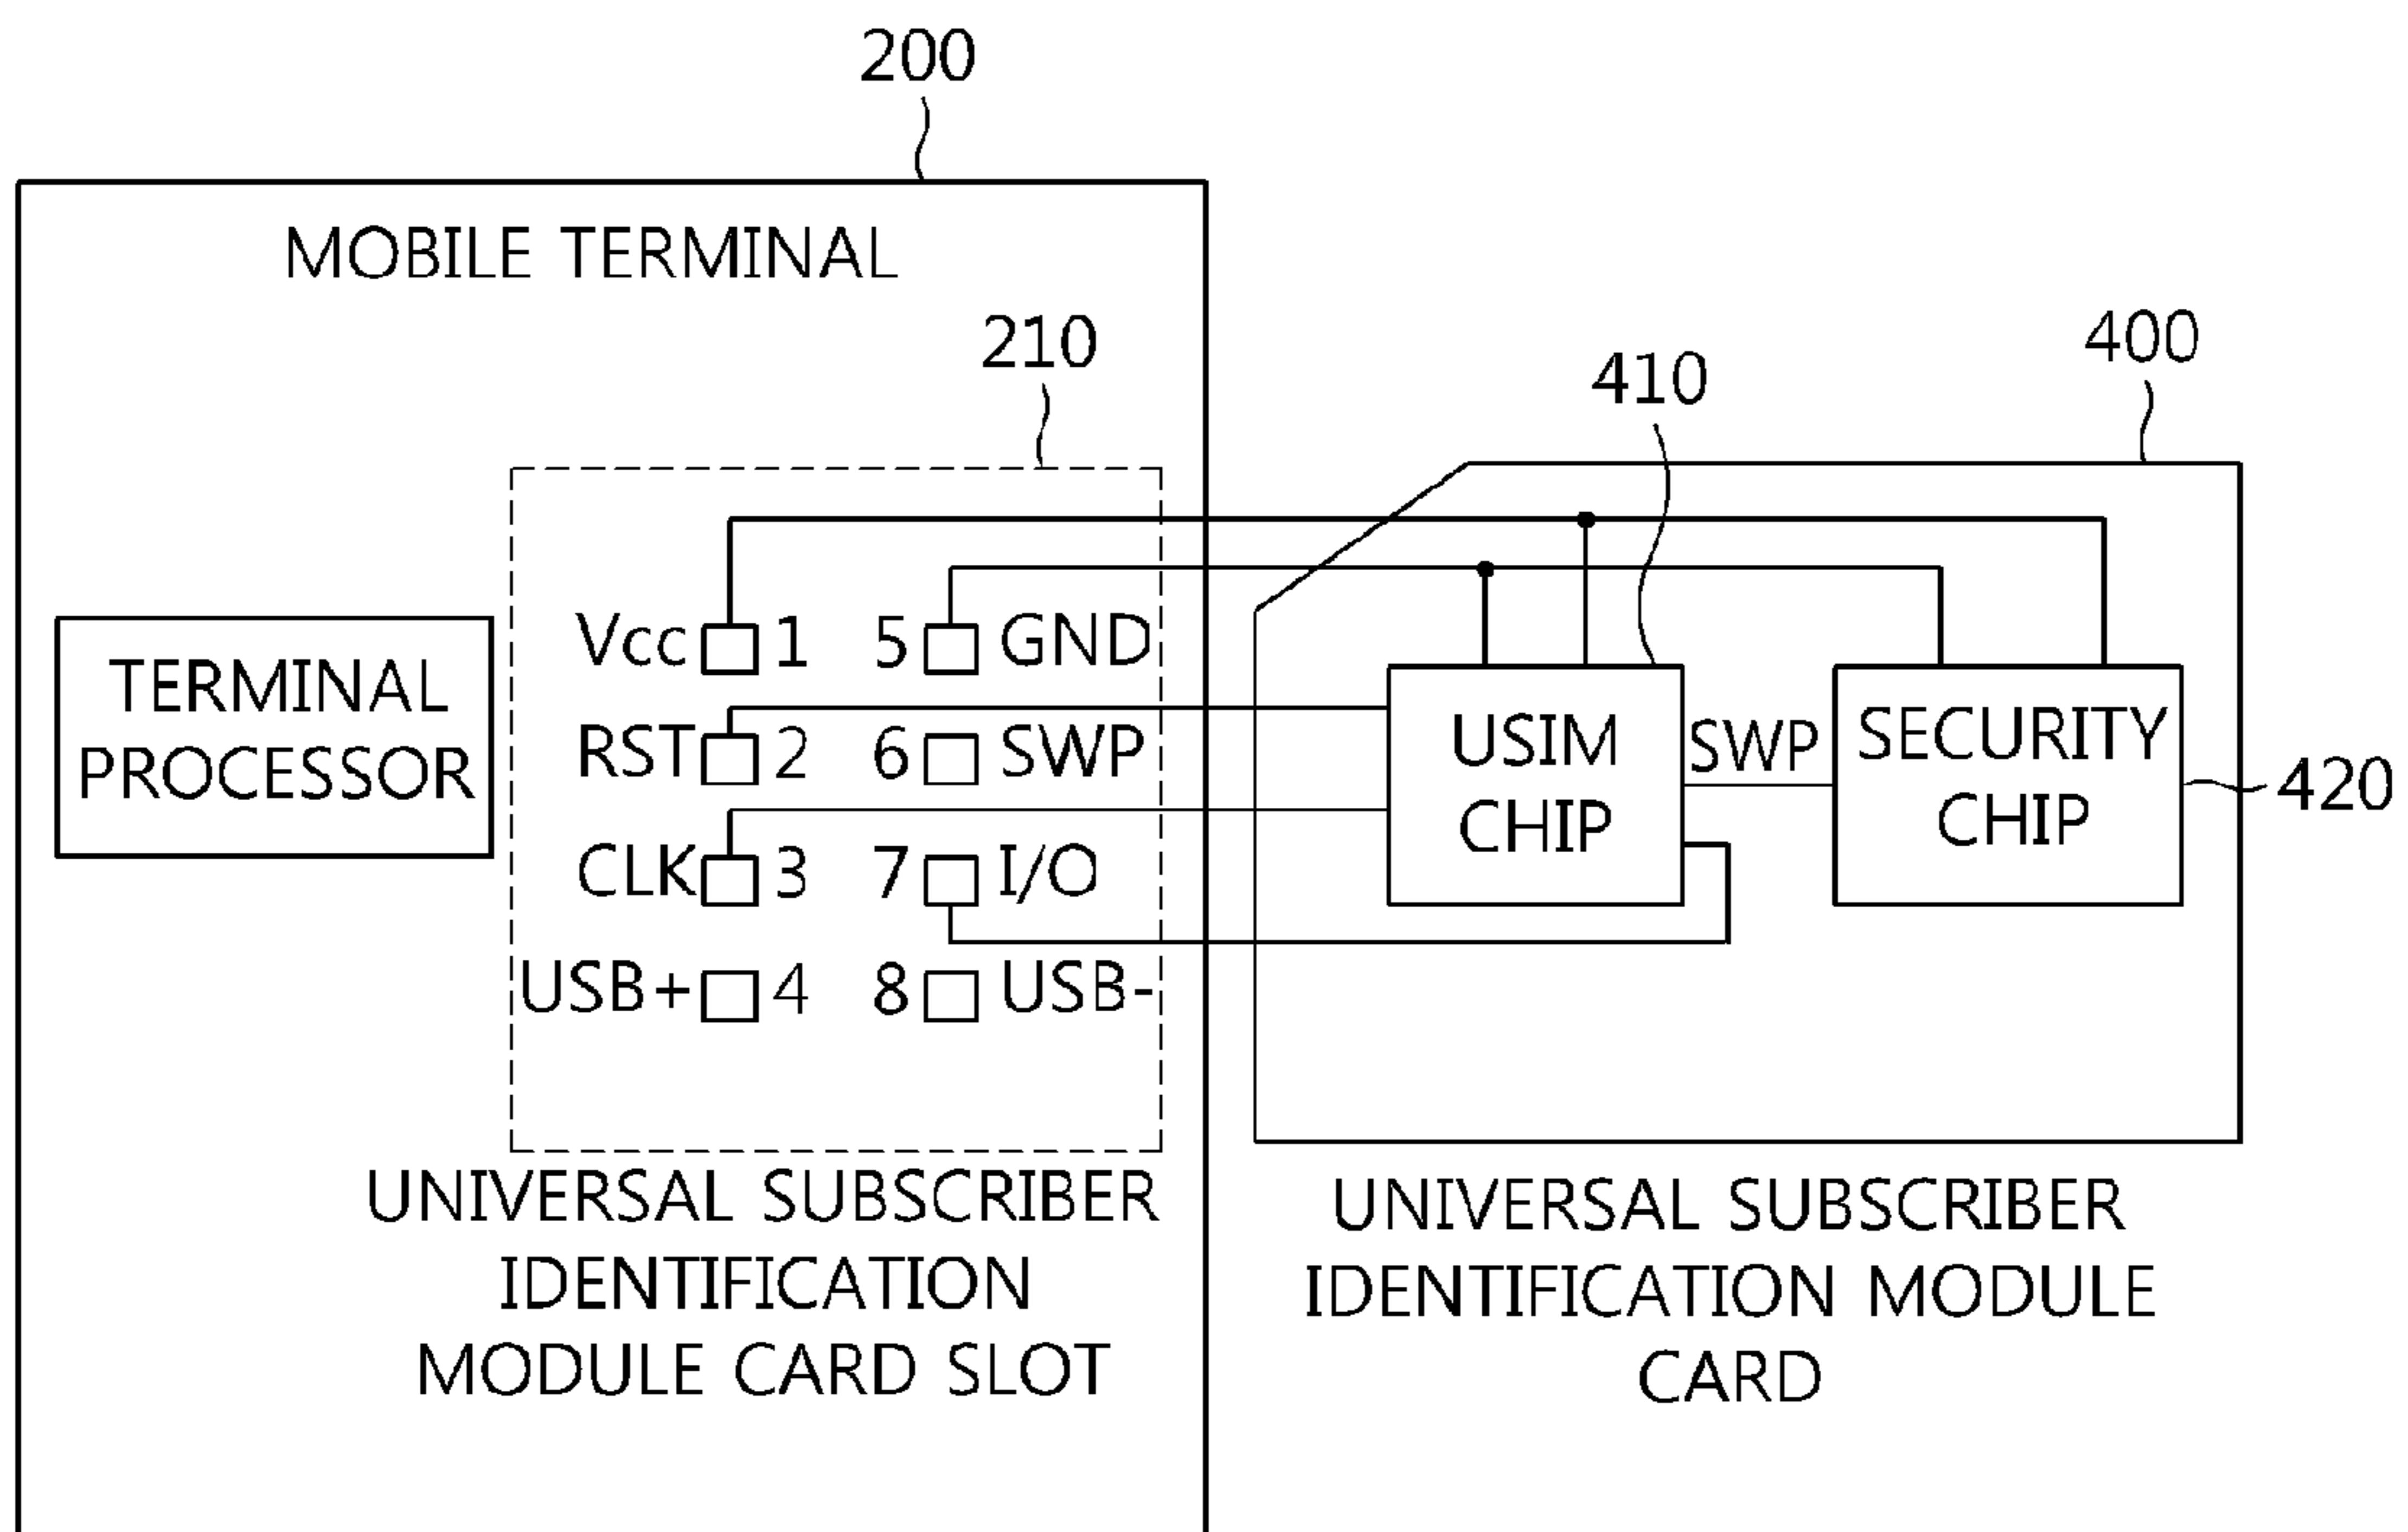 200
MOBILE TERMINAL
210
410
400
Vcc 1 5 GND
TERMINAL
PROCESSOR
RST 2 6 SWP
CLK 3 7 I/O
USB+ 4 8 USB-
USIM
CHIP
SWP
SECURITY
CHIP
420
UNIVERSAL SUBSCRIBER
IDENTIFICATION
MODULE CARD SLOT
UNIVERSAL SUBSCRIBER
IDENTIFICATION MODULE
CARD